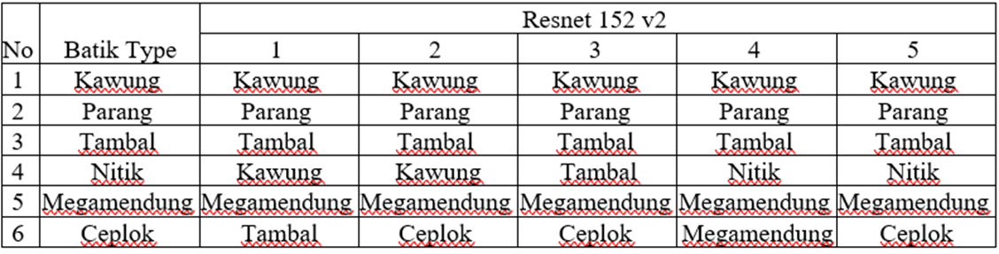 Resnet 152 v2
No Batik Type 1 2 3 4 5
1 Kawung Kawung Kawung Kawung Kawung Kawung
2 Parang Parang Parang Parang Parang Parang
3 Tambal Tambal Tambal Tambal Tambal Tambal
4 Nitik Kawung Kawung Tambal Nitik Nitik
5 Megamendung Megamendung Megamendung Megamendung Megamendung Megamendung
6 Ceplok Tambal Ceplok Ceplok Megamendung Ceplok